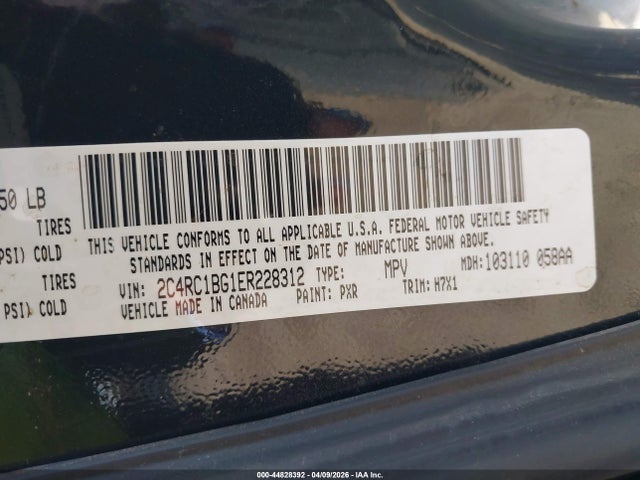 50 LB
TIRES
PSI) COLD
TIRES
PSI) COLD
THIS VEHICLE CONFORMS TO ALL APPLICABLE U.S.A. FEDERAL MOTOR VEHICLE SAFETY
STANDARDS IN EFFECT ON THE DATE OF MANUFACTURE SHOWN ABOVE.
VIN: 2C4RC1BG1ER228312 TYPE: MPV MDH: 103110 058AA
VEHICLE MADE IN CANADA PAINT: PXR TRIM: H7X1
000-44828392 - 04/09/2026 - IAA Inc.